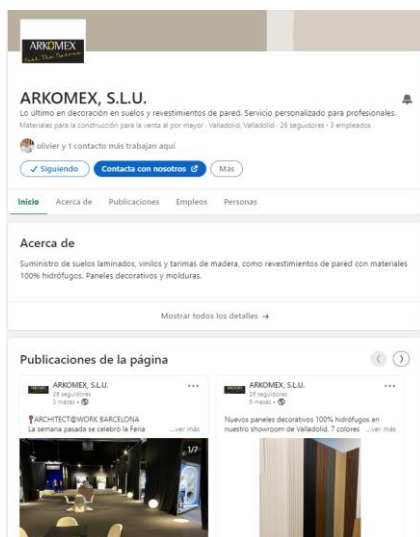 ARKOMEX
Feel The Nature
ARKOMEX, S.L.U.
Lo último en decoración en suelos y revestimientos de pared. Servicio personalizado para profesionales.
Materiales para la construcción para la venta al por mayor · Valladolid, Valladolid · 26 seguidores · 3 empleados
olivier y 1 contacto más trabajan aquí
✓ Siguiendo Contacta con nosotros Más
Inicio Acerca de Publicaciones Empleos Personas
Acerca de
Suministro de suelos laminados, vinilos y tarimas de madera, como revestimientos de pared con materiales
100% hidrófugos. Paneles decorativos y molduras.
Mostrar todos los detalles →
Publicaciones de la página
ARKOMEX, S.L.U.
28 seguidores
3 meses •
ARCHITECT@WORK BARCELONA
La semana pasada se celebró la Feria ...ver más
1/7
ARKOMEX, S.L.U.
28 seguidores
6 meses •
Nuevos paneles decorativos 100% hidrófugos en
nuestro showroom de Valladolid. 7 colores ...ver más